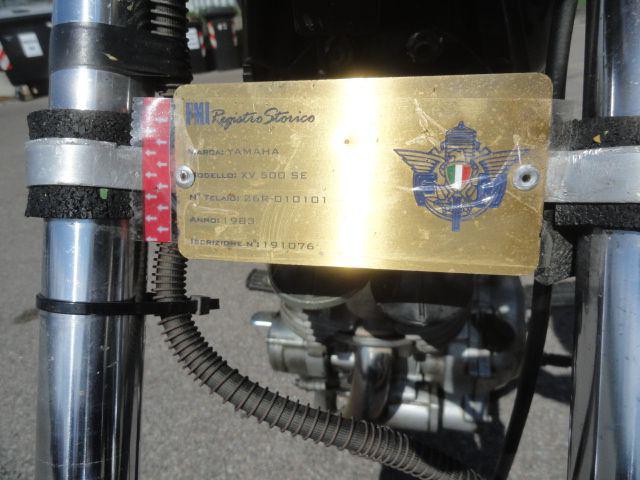 FMI Registro Storico
Marca: YAMAHA
Modello: XV 500 SE
N° Telaio: 26R-010101
Anno: 1983
Iscrizione N°: 191076